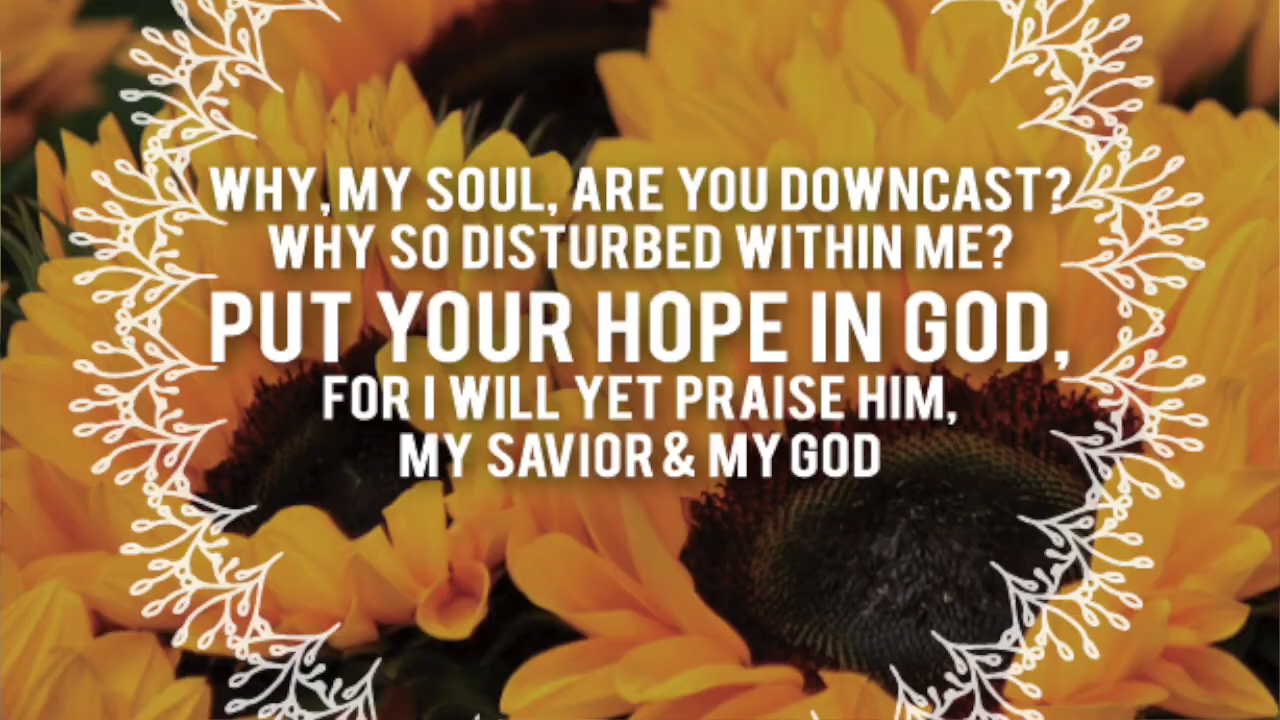 WHY, MY SOUL, ARE YOU DOWNCAST?
WHY SO DISTURBED WITHIN ME?
PUT YOUR HOPE IN GOD,
FOR I WILL YET PRAISE HIM,
MY SAVIOR & MY GOD